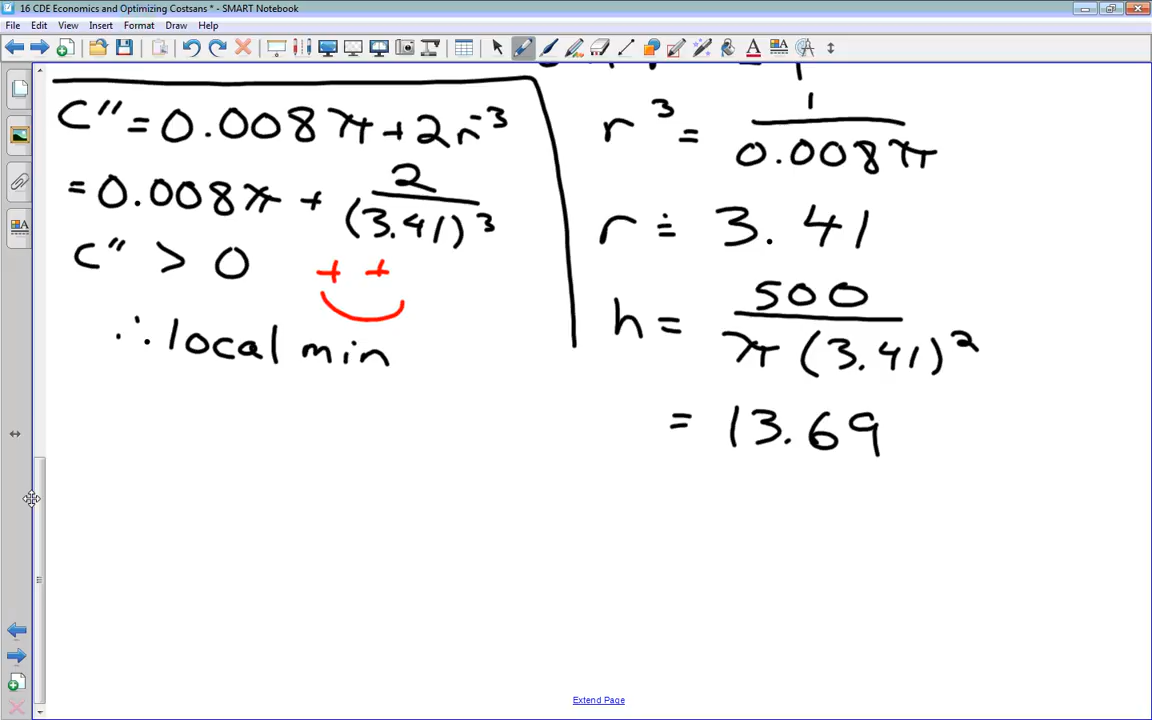 16 CDE Economics and Optimizing Costsans * - SMART Notebook
File Edit View Insert Format Tools Draw Help
C″ = 0.008π + 2r⁻³
= 0.008π + 2/(3.41)³
C″ > 0
+ +
∴ local min
r³ = 1/0.008π
r ≐ 3.41
h = 500/π(3.41)²
= 13.69
Extend Page